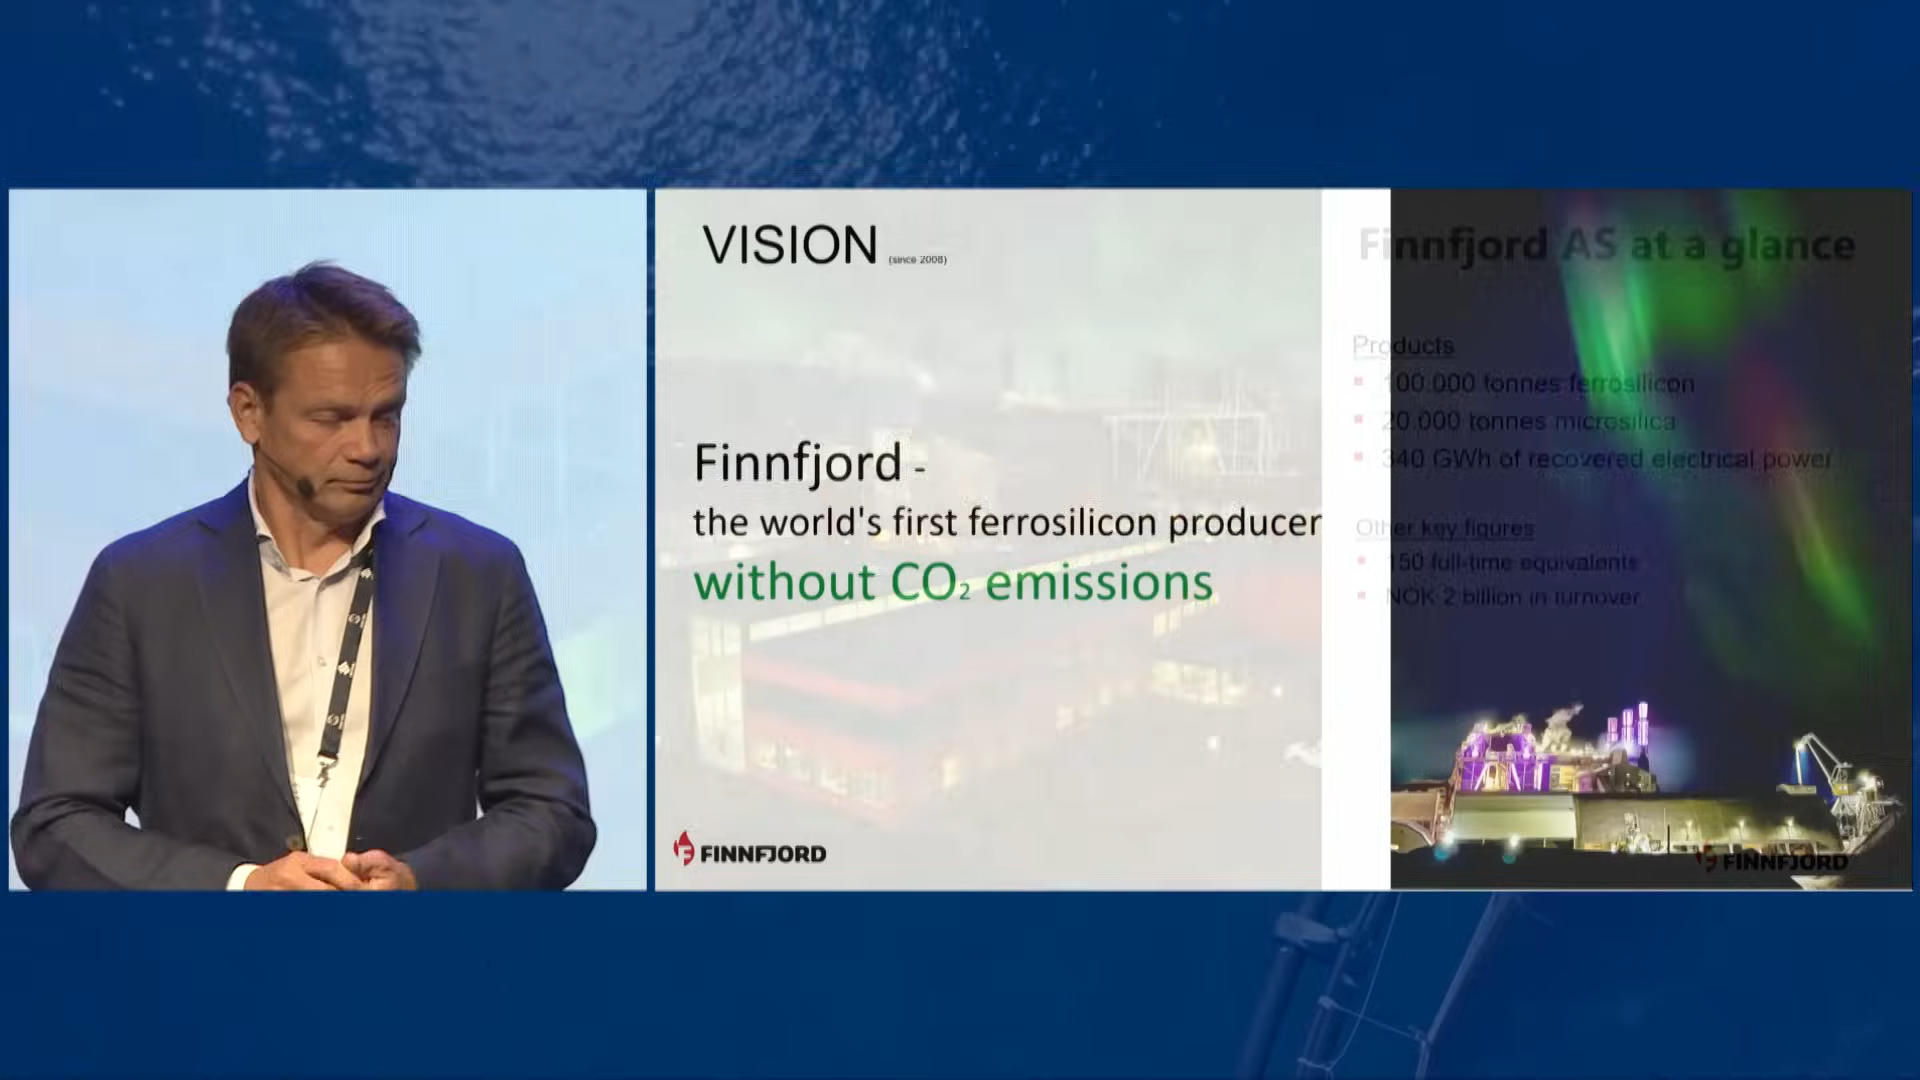 VISION (since 2008)
Finnfjord -
the world's first ferrosilicon producer
without CO₂ emissions
FINNFJORD
Finnfjord AS at a glance
Products
100.000 tonnes ferrosilicon
20.000 tonnes microsilica
340 GWh of recovered electrical power
Other key figures
150 full-time equivalents
NOK 2 billion in turnover
FINNFJORD